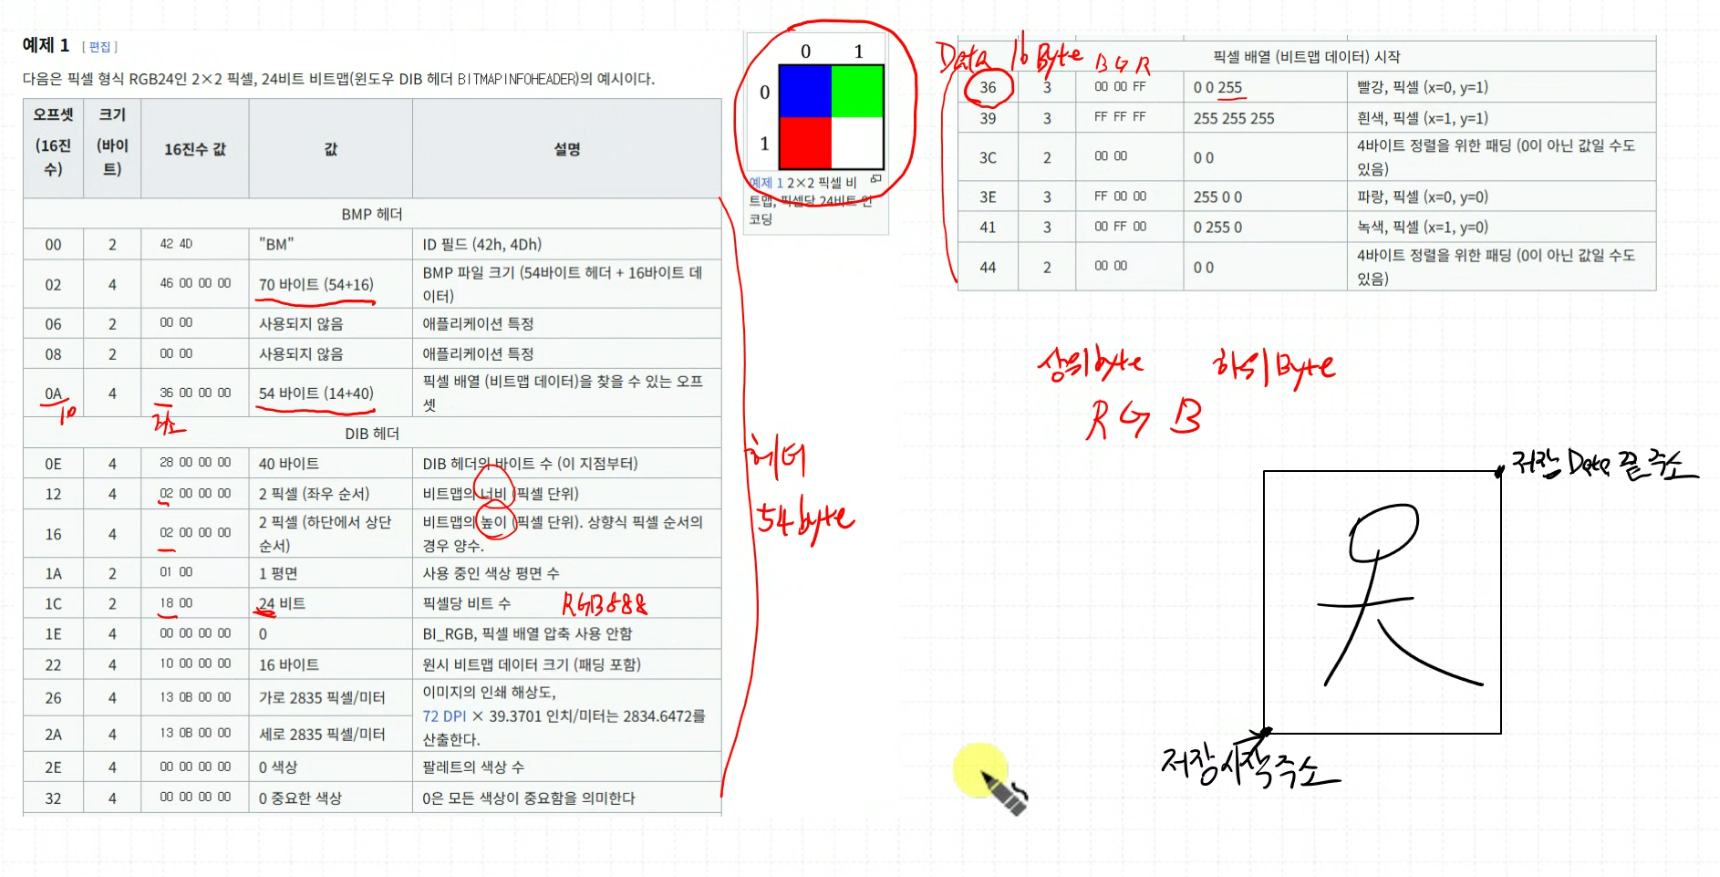 예제 1 [ 편집 ]
다음은 픽셀 형식 RGB24인 2×2 픽셀, 24비트 비트맵(윈도우 DIB 헤더 BITMAPINFOHEADER)의 예시이다.
오프셋 (16진수) 크기 (바이트) 16진수 값 값 설명
BMP 헤더
00 2 42 4D "BM" ID 필드 (42h, 4Dh)
02 4 46 00 00 00 70 바이트 (54+16) BMP 파일 크기 (54바이트 헤더 + 16바이트 데이터)
06 2 00 00 사용되지 않음 애플리케이션 특정
08 2 00 00 사용되지 않음 애플리케이션 특정
0A 4 36 00 00 00 54 바이트 (14+40) 픽셀 배열 (비트맵 데이터)을 찾을 수 있는 오프셋
10
DIB 헤더
0E 4 28 00 00 00 40 바이트 DIB 헤더의 바이트 수 (이 지점부터)
12 4 02 00 00 00 2 픽셀 (좌우 순서) 비트맵의 너비 (픽셀 단위)
16 4 02 00 00 00 2 픽셀 (하단에서 상단 순서) 비트맵의 높이 (픽셀 단위). 상향식 픽셀 순서의 경우 양수.
1A 2 01 00 1 평면 사용 중인 색상 평면 수
1C 2 18 00 24 비트 픽셀당 비트 수 RGB888
1E 4 00 00 00 00 0 BI_RGB, 픽셀 배열 압축 사용 안함
22 4 10 00 00 00 16 바이트 원시 비트맵 데이터 크기 (패딩 포함)
26 4 13 0B 00 00 가로 2835 픽셀/미터 이미지의 인쇄 해상도,
72 DPI × 39.3701 인치/미터는 2834.6472를 산출한다.
2A 4 13 0B 00 00 세로 2835 픽셀/미터
2E 4 00 00 00 00 0 색상 팔레트의 색상 수
32 4 00 00 00 00 0 중요한 색상 0은 모든 색상이 중요함을 의미한다
헤더
54 byte
0 1
0
1
예제 1 2×2 픽셀 비
트맵, 픽셀당 24비트 인
코딩
Data 16 Byte B G R
픽셀 배열 (비트맵 데이터) 시작
36 3 00 00 FF 0 0 255 빨강, 픽셀 (x=0, y=1)
39 3 FF FF FF 255 255 255 흰색, 픽셀 (x=1, y=1)
3C 2 00 00 0 0 4바이트 정렬을 위한 패딩 (0이 아닌 값일 수도 있음)
3E 3 FF 00 00 255 0 0 파랑, 픽셀 (x=0, y=0)
41 3 00 FF 00 0 255 0 녹색, 픽셀 (x=1, y=0)
44 2 00 00 0 0 4바이트 정렬을 위한 패딩 (0이 아닌 값일 수도 있음)
상위 byte 하위 Byte
R G B
저장 Data 끝 주소
저장 시작 주소